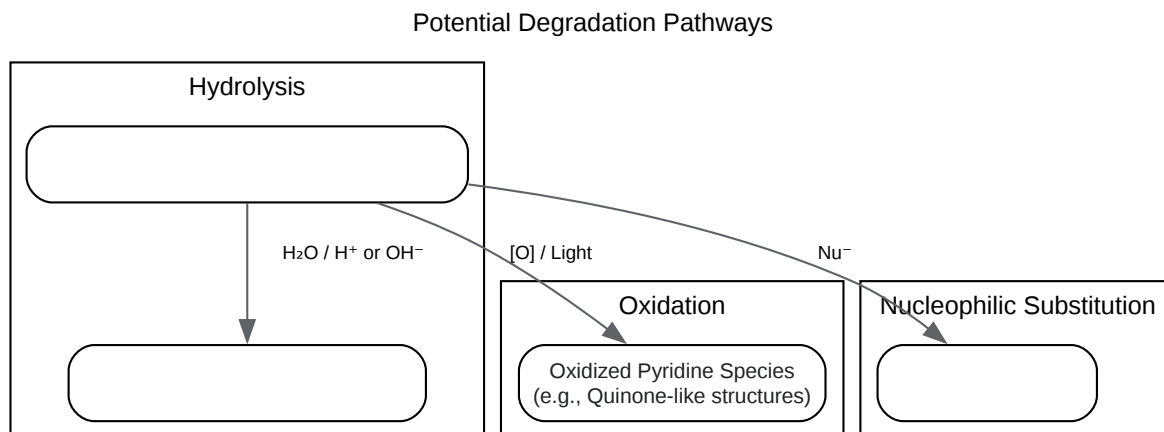 Potential Degradation Pathways
Hydrolysis
H₂O / H⁺ or OH⁻
[O] / Light
Nu⁻
Oxidation
Nucleophilic Substitution
Oxidized Pyridine Species
(e.g., Quinone-like structures)